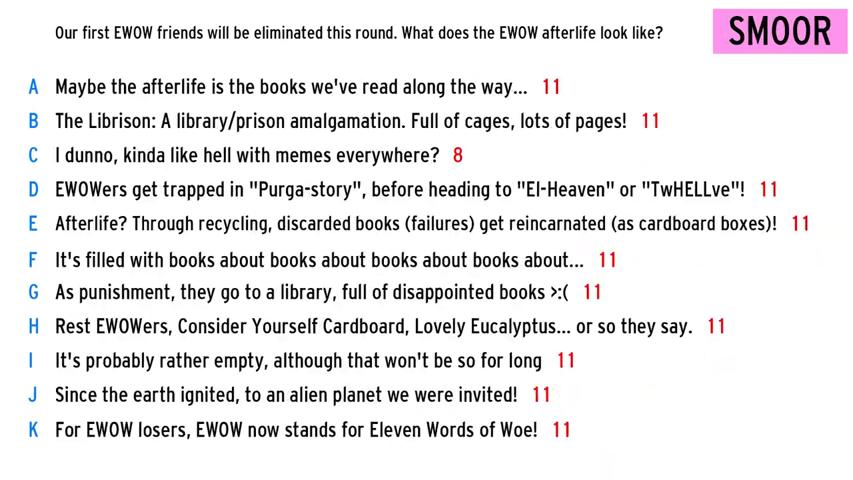 Our first EWOW friends will be eliminated this round. What does the EWOW afterlife look like?
SMOOR
A Maybe the afterlife is the books we've read along the way... 11
B The Librison: A library/prison amalgamation. Full of cages, lots of pages! 11
C I dunno, kinda like hell with memes everywhere? 8
D EWOWers get trapped in "Purga-story", before heading to "El-Heaven" or "TwHELLve"! 11
E Afterlife? Through recycling, discarded books (failures) get reincarnated (as cardboard boxes)! 11
F It's filled with books about books about books about books about... 11
G As punishment, they go to a library, full of disappointed books >:( 11
H Rest EWOWers, Consider Yourself Cardboard, Lovely Eucalyptus... or so they say. 11
I It's probably rather empty, although that won't be so for long 11
J Since the earth ignited, to an alien planet we were invited! 11
K For EWOW losers, EWOW now stands for Eleven Words of Woe! 11